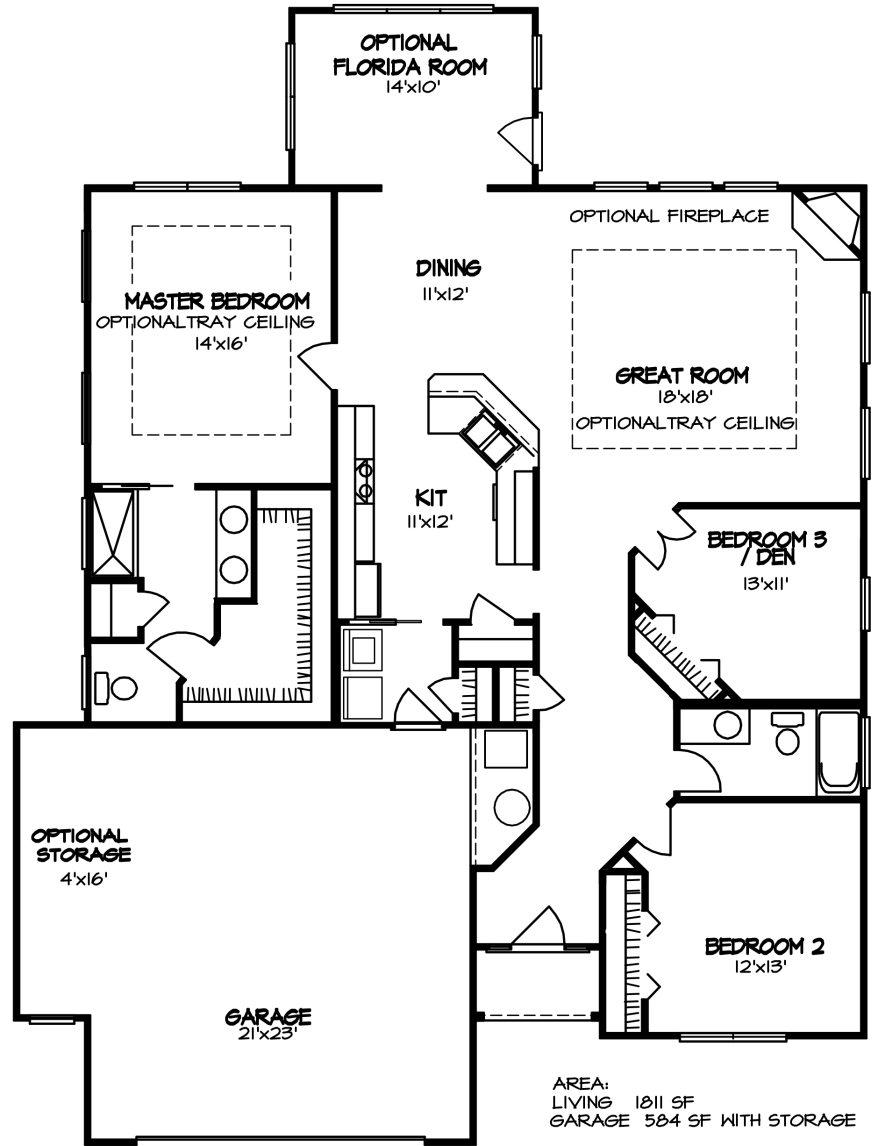 OPTIONAL
FLORIDA ROOM
14'x10'
OPTIONAL FIREPLACE
DINING
11'x12'
MASTER BEDROOM
OPTIONALTRAY CEILING
14'x16'
GREAT ROOM
18'x18'
OPTIONALTRAY CEILING
KIT
11'x12'
BEDROOM 3
/ DEN
13'x11'
OPTIONAL
STORAGE
4'x16'
BEDROOM 2
12'x13'
GARAGE
21'x23'
AREA:
LIVING 1811 SF
GARAGE 584 SF WITH STORAGE